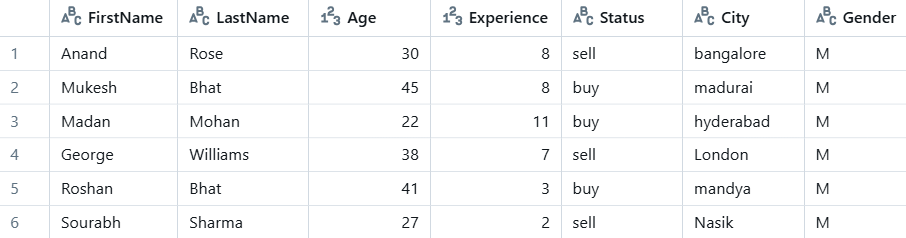 FirstName LastName Age Experience Status City Gender
1 Anand Rose 30 8 sell bangalore M
2 Mukesh Bhat 45 8 buy madurai M
3 Madan Mohan 22 11 buy hyderabad M
4 George Williams 38 7 sell London M
5 Roshan Bhat 41 3 buy mandya M
6 Sourabh Sharma 27 2 sell Nasik M